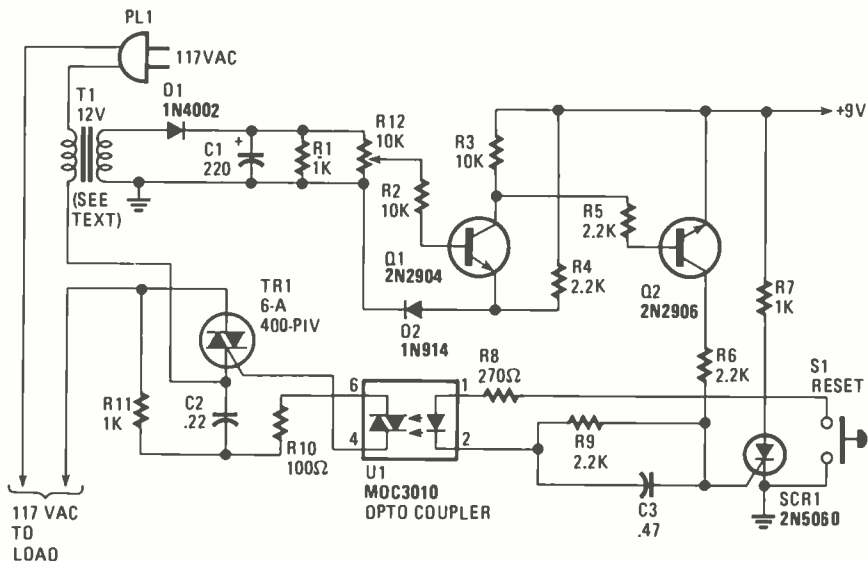 PL1
117VAC
T1
12V
(SEE
TEXT)
D1
1N4002
C1
220
+
R1
1K
R12
10K
R2
10K
R3
10K
Q1
2N2904
D2
1N914
R4
2.2K
R5
2.2K
Q2
2N2906
+9V
R7
1K
R6
2.2K
S1
RESET
TR1
6-A
400-PIV
R11
1K
C2
.22
R10
100Ω
6
4
1
2
U1
MOC3010
OPTO COUPLER
R8
270Ω
R9
2.2K
C3
.47
SCR1
2N5060
117 VAC
TO
LOAD